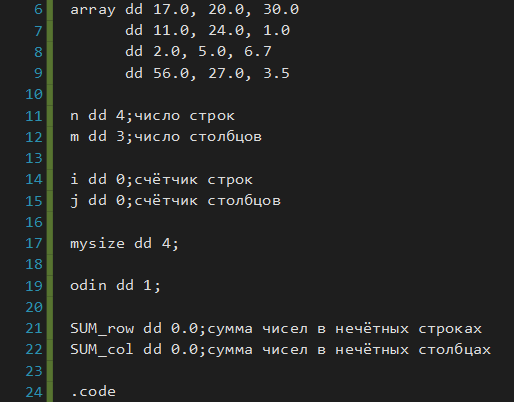 6 array dd 17.0, 20.0, 30.0
7 dd 11.0, 24.0, 1.0
8 dd 2.0, 5.0, 6.7
9 dd 56.0, 27.0, 3.5
10
11 n dd 4;число строк
12 m dd 3;число столбцов
13
14 i dd 0;счётчик строк
15 j dd 0;счётчик столбцов
16
17 mysize dd 4;
18
19 odin dd 1;
20
21 SUM_row dd 0.0;сумма чисел в нечётных строках
22 SUM_col dd 0.0;сумма чисел в нечётных столбцах
23
24 .code